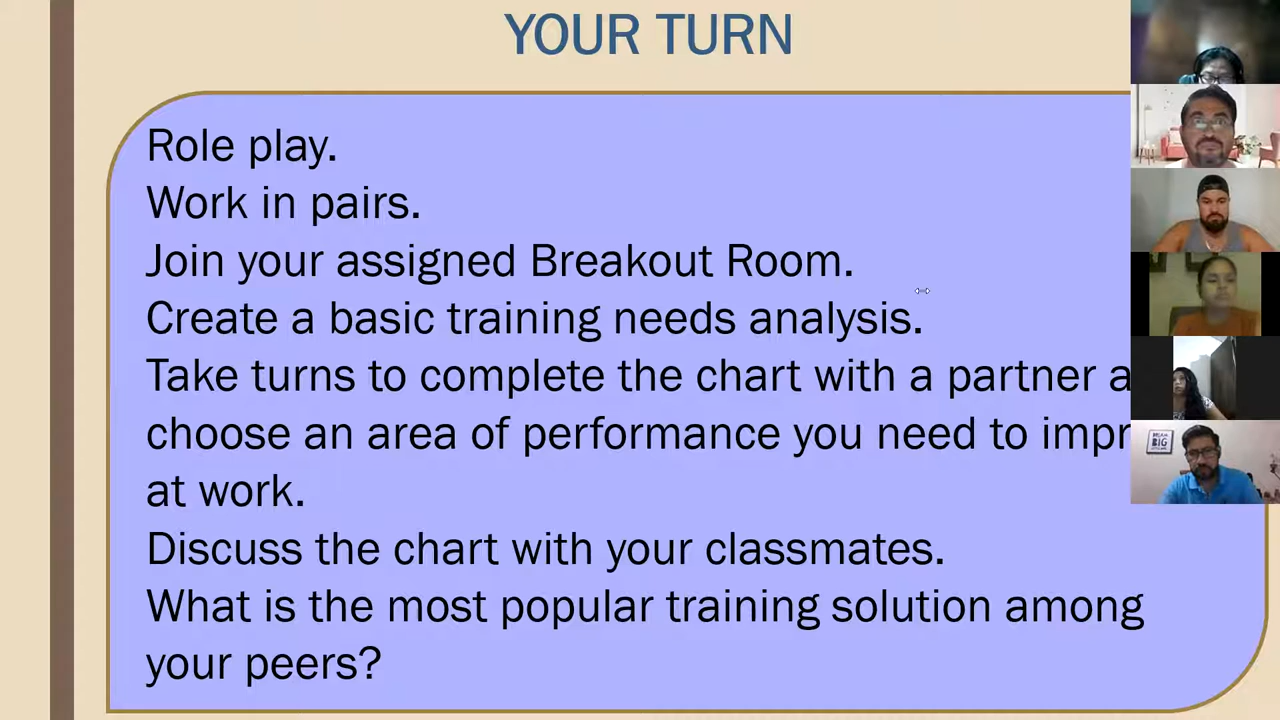 YOUR TURN
Role play.
Work in pairs.
Join your assigned Breakout Room.
Create a basic training needs analysis.
Take turns to complete the chart with a partner a
choose an area of performance you need to impr
at work.
Discuss the chart with your classmates.
What is the most popular training solution among
your peers?
DREAM
BIG